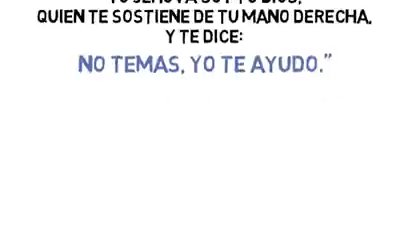 QUIEN TE SOSTIENE DE TU MANO DERECHA,
Y TE DICE:
NO TEMAS, YO TE AYUDO."